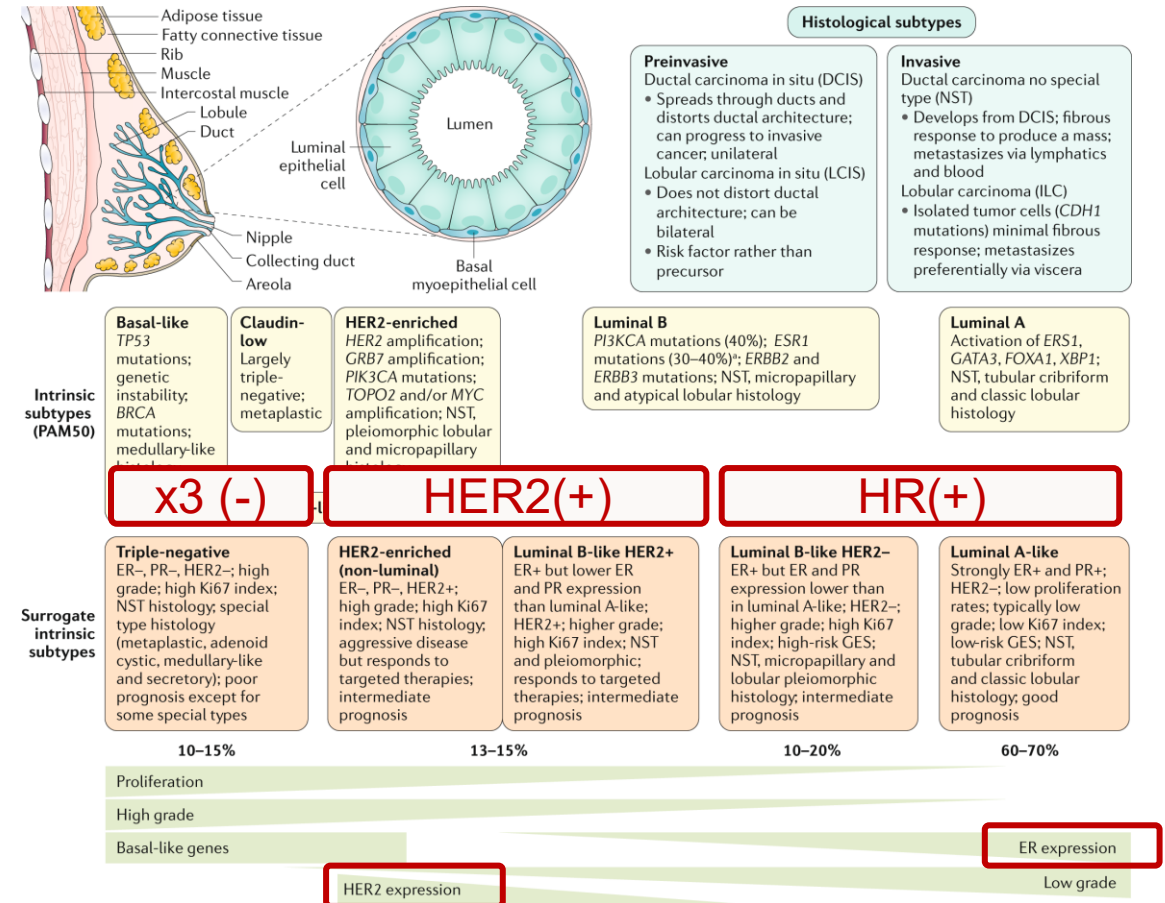 Adipose tissue
Fatty connective tissue
Rib
Muscle
Intercostal muscle
Lobule
Duct
Nipple
Collecting duct
Areola
Luminal
epithelial
cell
Lumen
Basal
myoepithelial cell
Histological subtypes
Preinvasive
Ductal carcinoma in situ (DCIS)
• Spreads through ducts and
distorts ductal architecture;
can progress to invasive
cancer; unilateral
Lobular carcinoma in situ (LCIS)
• Does not distort ductal
architecture; can be
bilateral
• Risk factor rather than
precursor
Invasive
Ductal carcinoma no special
type (NST)
• Develops from DCIS; fibrous
response to produce a mass;
metastasizes via lymphatics
and blood
Lobular carcinoma (ILC)
• Isolated tumor cells (CDH1
mutations) minimal fibrous
response; metastasizes
preferentially via viscera
Intrinsic
subtypes
(PAM50)
Basal-like
TP53
mutations;
genetic
instability;
BRCA
mutations;
medullary-like
Claudin-
low
Largely
triple-
negative;
metaplastic
HER2-enriched
HER2 amplification;
GRB7 amplification;
PIK3CA mutations;
TOPO2 and/or MYC
amplification; NST,
pleiomorphic lobular
and micropapillary
Luminal B
PI3KCA mutations (40%); ESR1
mutations (30–40%)ᵃ; ERBB2 and
ERBB3 mutations; NST, micropapillary
and atypical lobular histology
Luminal A
Activation of ERS1,
GATA3, FOXA1, XBP1;
NST, tubular cribriform
and classic lobular
histology
x3 (-)
HER2(+)
HR(+)
Surrogate
intrinsic
subtypes
Triple-negative
ER–, PR–, HER2–; high
grade; high Ki67 index;
NST histology; special
type histology
(metaplastic, adenoid
cystic, medullary-like
and secretory); poor
prognosis except for
some special types
HER2-enriched
(non-luminal)
ER–, PR–, HER2+;
high grade; high Ki67
index; NST histology;
aggressive disease
but responds to
targeted therapies;
intermediate
prognosis
Luminal B-like HER2+
ER+ but lower ER
and PR expression
than luminal A-like;
HER2+; higher grade;
high Ki67 index; NST
and pleiomorphic;
responds to targeted
therapies; intermediate
prognosis
Luminal B-like HER2–
ER+ but ER and PR
expression lower than
in luminal A-like; HER2–;
higher grade; high Ki67
index; high-risk GES;
NST, micropapillary and
lobular pleiomorphic
histology; intermediate
prognosis
Luminal A-like
Strongly ER+ and PR+;
HER2–; low proliferation
rates; typically low
grade; low Ki67 index;
low-risk GES; NST,
tubular cribriform
and classic lobular
histology; good
prognosis
10–15%
13–15%
10–20%
60–70%
Proliferation
High grade
Basal-like genes
ER expression
HER2 expression
Low grade